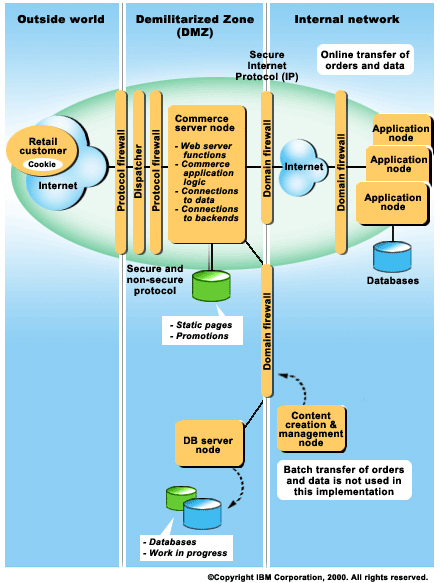 Outside world
Demilitarized Zone
(DMZ)
Internal network
Secure
Internet
Protocol (IP)
Online transfer of
orders and data
Retail
customer
Cookie
Internet
Protocol firewall
Dispatcher
Protocol firewall
Commerce
server node
- Web server
functions
- Commerce
application
logic
- Connections
to data
- Connections
to backends
Domain firewall
Internet
Domain firewall
Application
node
Application
node
Application
node
Databases
Secure and
non-secure
protocol
- Static pages
- Promotions
Domain firewall
DB server
node
Content
creation &
management
node
Batch transfer of orders
and data is not used in
this implementation
- Databases
- Work in progress
©Copyright IBM Corporation, 2000. All rights reserved.